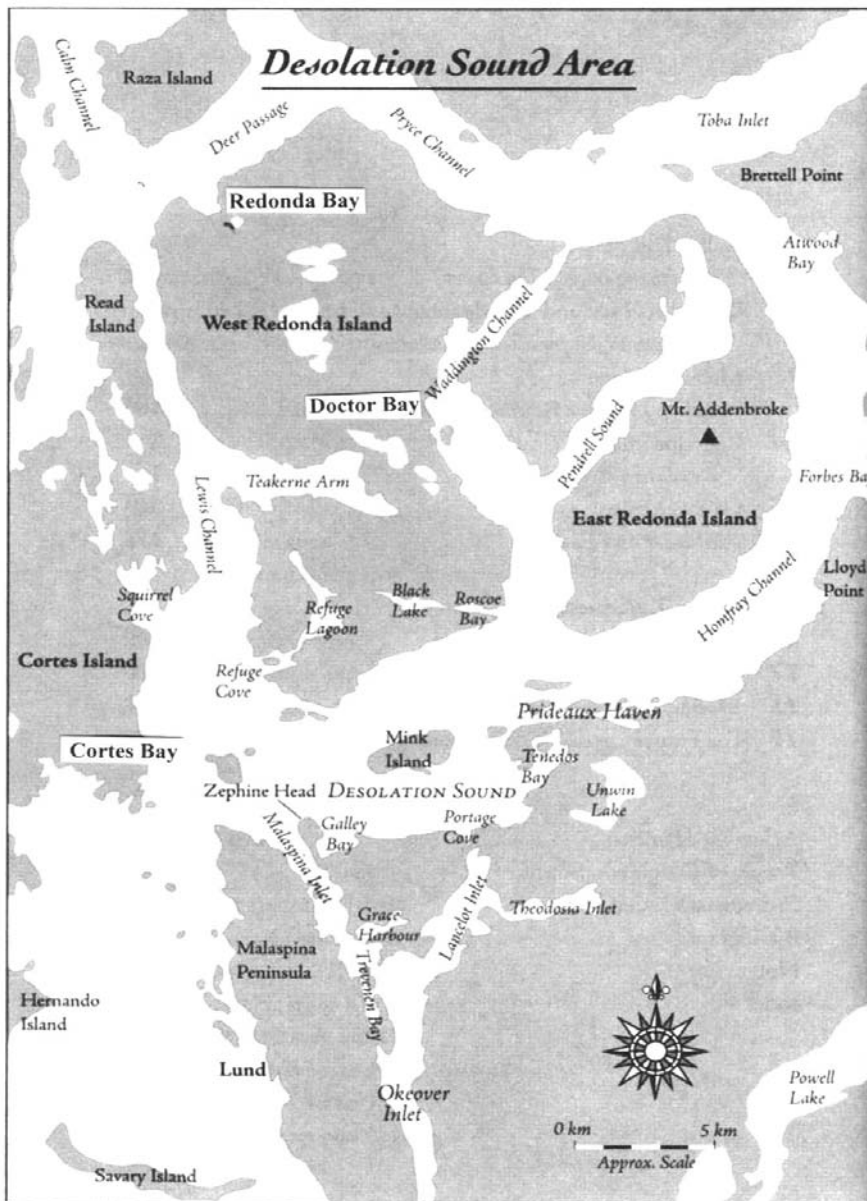 Desolation Sound Area
Calm Channel
Raza Island
Deer Passage
Pryce Channel
Toba Inlet
Brettell Point
Redonda Bay
Atwood
Bay
Read
Island
West Redonda Island
Waddington Channel
Doctor Bay
Mt. Addenbroke
Pendrell Sound
Teakerne Arm
Lewis Channel
Forbes Ba
East Redonda Island
Homfray Channel
Lloyd
Point
Squirrel
Cove
Refuge
Lagoon
Black
Lake
Roscoe
Bay
Cortes Island
Refuge
Cove
Prideaux Haven
Cortes Bay
Mink
Island
Tenedos
Bay
Zephine Head
DESOLATION SOUND
Unwin
Lake
Malaspina Inlet
Galley
Bay
Portage
Cove
Lancelot Inlet
Theodosia Inlet
Grace
Harbour
Malaspina
Peninsula
Trevenen Bay
Hernando
Island
Lund
Okeover
Inlet
Powell
Lake
0 km
5 km
Approx. Scale
Savary Island